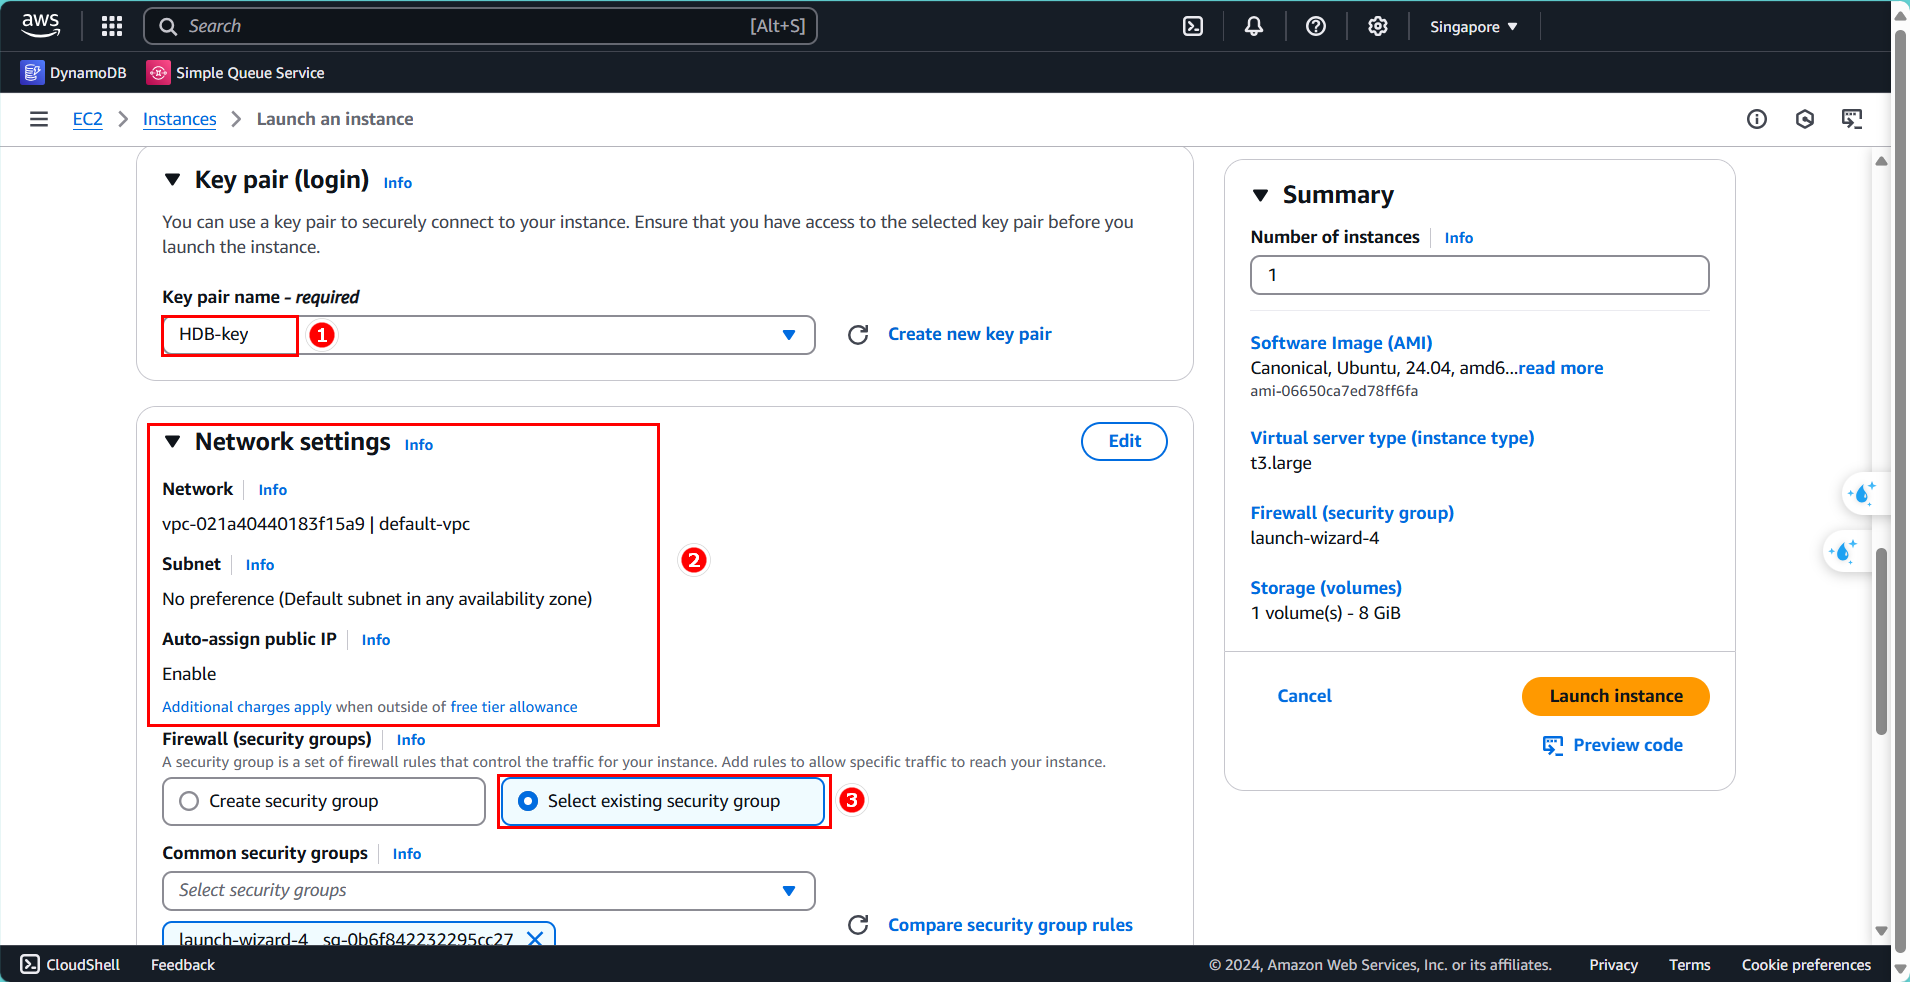 aws
Search [Alt+S]
Singapore
DynamoDB
Simple Queue Service
EC2
Instances
Launch an instance
Key pair (login) Info
You can use a key pair to securely connect to your instance. Ensure that you have access to the selected key pair before you
launch the instance.
Key pair name - required
HDB-key
1
Create new key pair
Network settings Info
Edit
Network Info
vpc-021a40440183f15a9 | default-vpc
Subnet Info
No preference (Default subnet in any availability zone)
Auto-assign public IP Info
Enable
Additional charges apply when outside of free tier allowance
2
Firewall (security groups) Info
A security group is a set of firewall rules that control the traffic for your instance. Add rules to allow specific traffic to reach your instance.
Create security group
Select existing security group
3
Common security groups Info
Select security groups
launch-wizard-4 sg-0b6f842232295cc27
Compare security group rules
Summary
Number of instances Info
1
Software Image (AMI)
Canonical, Ubuntu, 24.04, amd6...read more
ami-06650ca7ed78ff6fa
Virtual server type (instance type)
t3.large
Firewall (security group)
launch-wizard-4
Storage (volumes)
1 volume(s) - 8 GiB
Cancel
Launch instance
Preview code
CloudShell
Feedback
© 2024, Amazon Web Services, Inc. or its affiliates.
Privacy
Terms
Cookie preferences